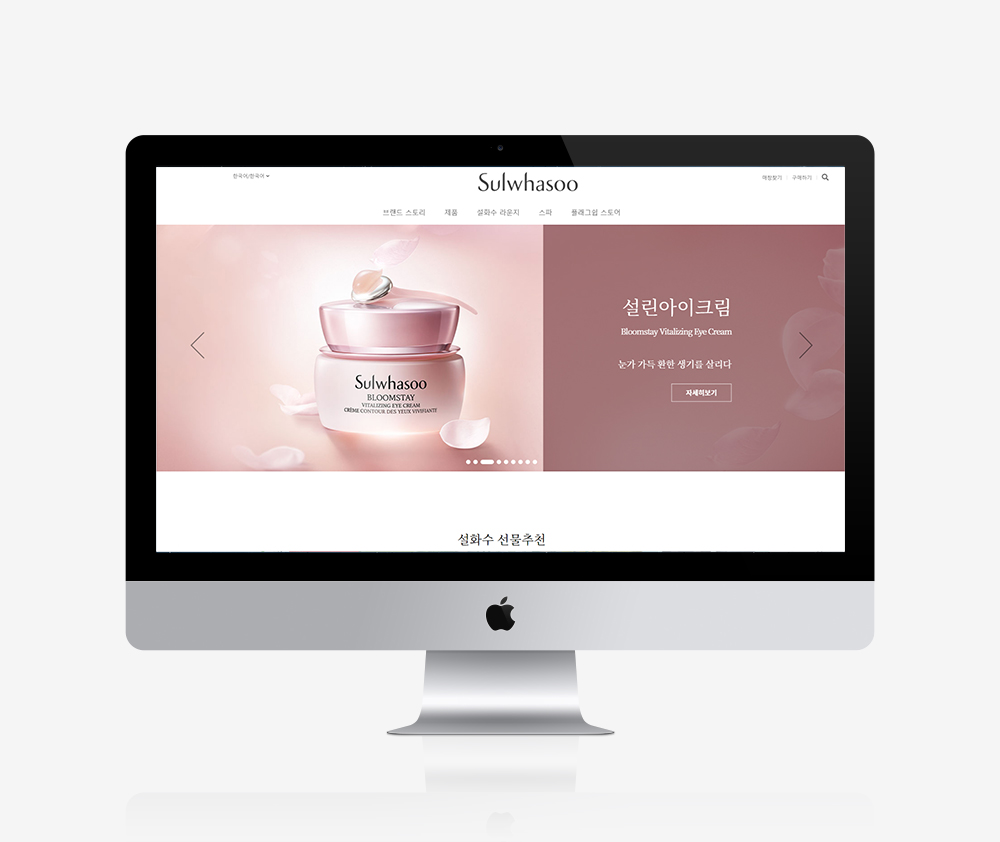 한국어/한국어
Sulwhasoo
매장찾기 | 구매하기
브랜드 스토리 제품 설화수 라운지 스파 플래그쉽 스토어
Sulwhasoo
BLOOMSTAY
VITALIZING EYE CREAM
CRÈME CONTOUR DES YEUX VIVIFIANTE
설린아이크림
Bloomstay Vitalizing Eye Cream
눈가 가득 환한 생기를 살리다
자세히보기
설화수 선물추천